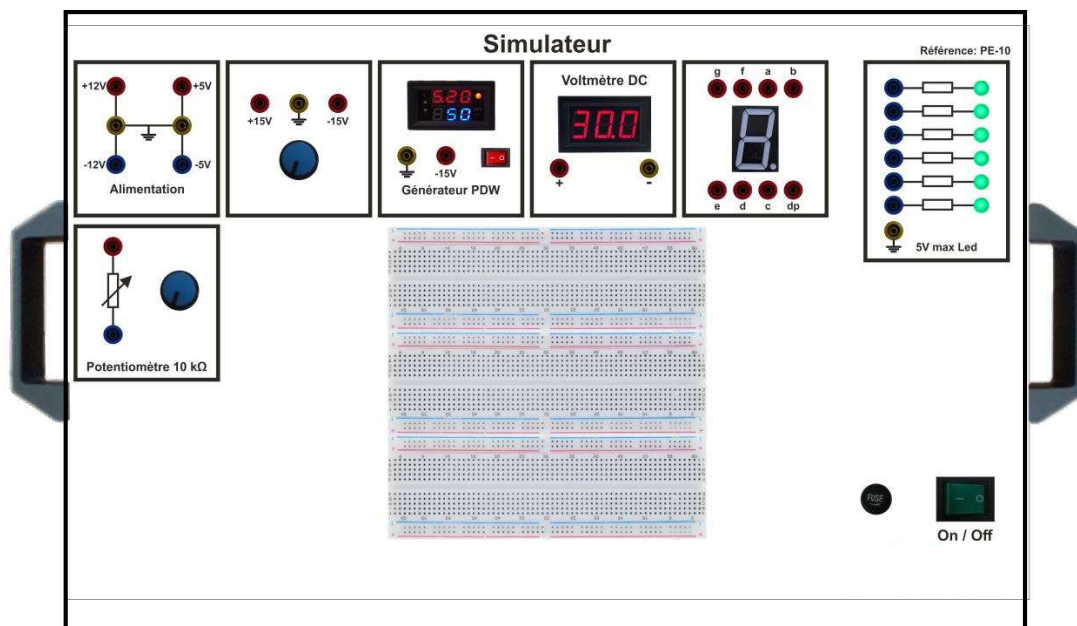 Simulateur
Référence: PE-10
+12V
+5V
-12V
-5V
Alimentation
+15V
-15V
5.20
50
-15V
Générateur PDW
Voltmètre DC
30.0
+
-
g f a b
e d c dp
5V max Led
Potentiomètre 10 kΩ
FUSE
On / Off